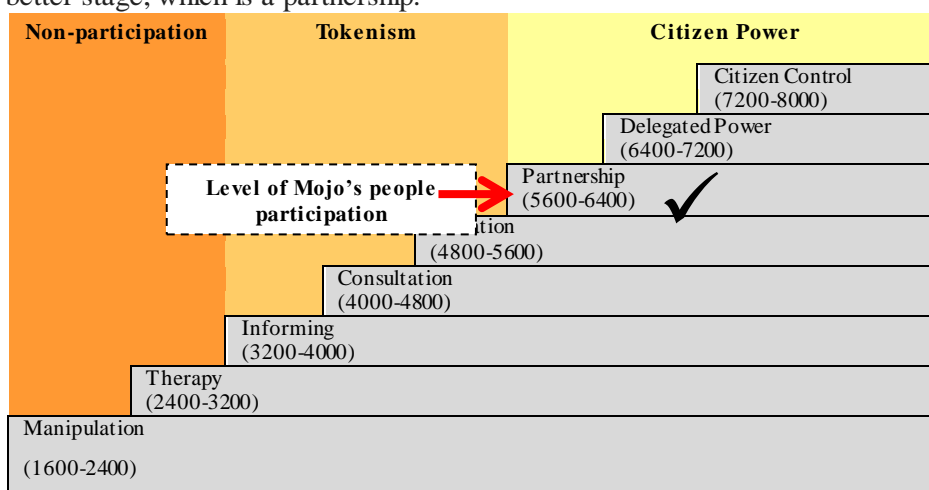 better stage, which is a partnership.
Non-participation Tokenism Citizen Power
Citizen Control
(7200-8000)
Delegated Power
(6400-7200)
Level of Mojo's people
participation
Partnership
(5600-6400)
(4800-5600)
Consultation
(4000-4800)
Informing
(3200-4000)
Therapy
(2400-3200)
Manipulation
(1600-2400)